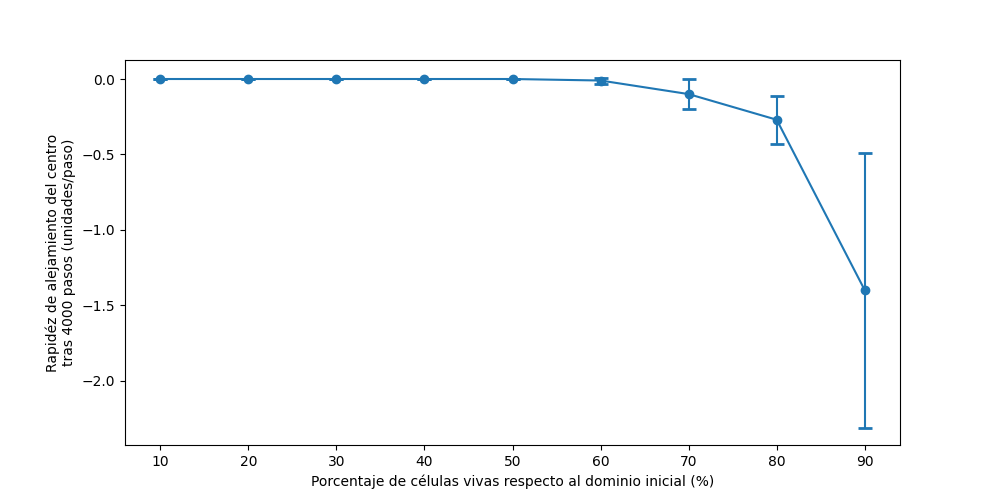 0.0
−0.5
−1.0
−1.5
−2.0
Rapidéz de alejamiento del centro
tras 4000 pasos (unidades/paso)
10 20 30 40 50 60 70 80 90
Porcentaje de células vivas respecto al dominio inicial (%)